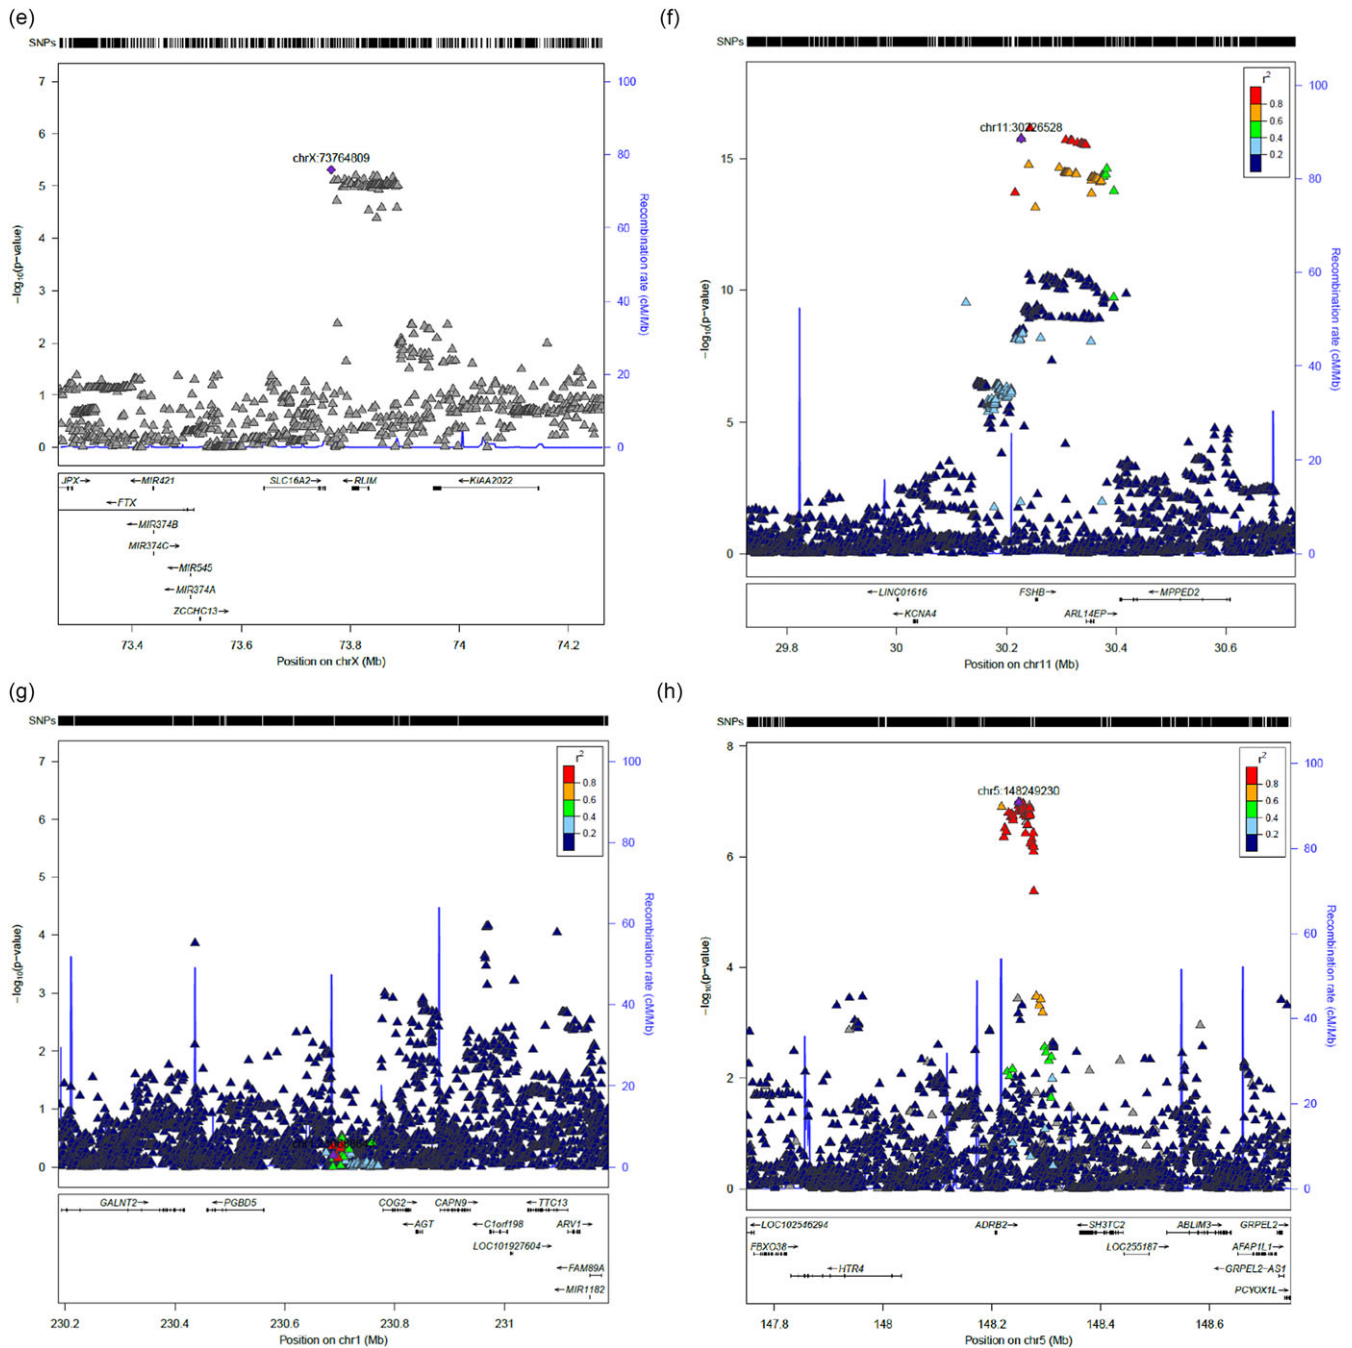 (e)
SNPs
7
6
5
4
3
2
1
0
100
80
60
40
20
0
−log10(p−value)
Recombination rate (cM/Mb)
chrX:73764809
JPX→
←MIR421
SLC16A2→
←RLIM
←KIAA2022
←FTX
←MIR374B
MIR374C→
←MIR545
←MIR374A
ZCCHC13→
73.4 73.6 73.8 74 74.2
Position on chrX (Mb)
(f)
SNPs
15
10
5
0
100
80
60
40
20
0
−log10(p−value)
Recombination rate (cM/Mb)
r2
0.8
0.6
0.4
0.2
chr11:30226528
←LINC01616
FSHB→
←MPPED2
←KCNA4
ARL14EP→
29.8 30 30.2 30.4 30.6
Position on chr11 (Mb)
(g)
SNPs
7
6
5
4
3
2
1
0
100
80
60
40
20
0
−log10(p−value)
Recombination rate (cM/Mb)
r2
0.8
0.6
0.4
0.2
GALNT2→
←PGBD5
COG2→
CAPN9→
←TTC13
←AGT
←C1orf198
ARV1→
LOC101927604→
←FAM89A
←MIR1182
230.2 230.4 230.6 230.8 231
Position on chr1 (Mb)
(h)
SNPs
8
6
4
2
0
100
80
60
40
20
0
−log10(p−value)
Recombination rate (cM/Mb)
r2
0.8
0.6
0.4
0.2
chr5:148249230
←LOC102546294
ADRB2→
←SH3TC2
ABLIM3→
GRPEL2→
FBXO38→
LOC255187→
AFAP1L1→
←HTR4
←GRPEL2−AS1
PCYOX1L→
147.8 148 148.2 148.4 148.6
Position on chr5 (Mb)